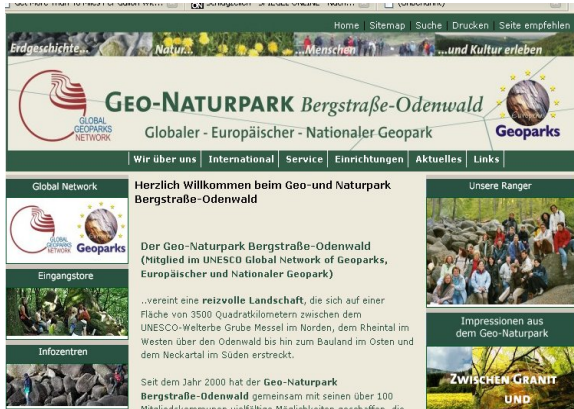 Home | Sitemap | Suche | Drucken | Seite empfehlen
Erdgeschichte... Natur... ...Menschen ...und Kultur erleben
GEO-NATURPARK Bergstraße-Odenwald
Globaler - Europäischer - Nationaler Geopark
GLOBAL
GEOPARKS
NETWORK
Geoparks
Wir über uns | International | Service | Einrichtungen | Aktuelles | Links
Global Network
GLOBAL
GEOPARKS
NETWORK
Geoparks
Eingangstore
Infozentren
Herzlich Willkommen beim Geo-und Naturpark
Bergstraße-Odenwald
Der Geo-Naturpark Bergstraße-Odenwald
(Mitglied im UNESCO Global Network of Geoparks,
Europäischer und Nationaler Geopark)
..vereint eine reizvolle Landschaft, die sich auf einer
Fläche von 3500 Quadratkilometern zwischen dem
UNESCO-Welterbe Grube Messel im Norden, dem Rheintal im
Westen über den Odenwald bis hin zum Bauland im Osten und
dem Neckartal im Süden erstreckt.
Seit dem Jahr 2000 hat der Geo-Naturpark
Bergstraße-Odenwald gemeinsam mit seinen über 100
Mitgliedskommunen vielfältige Möglichkeiten geschaffen, die
Unsere Ranger
Impressionen aus
dem Geo-Naturpark
ZWISCHEN GRANIT
UND